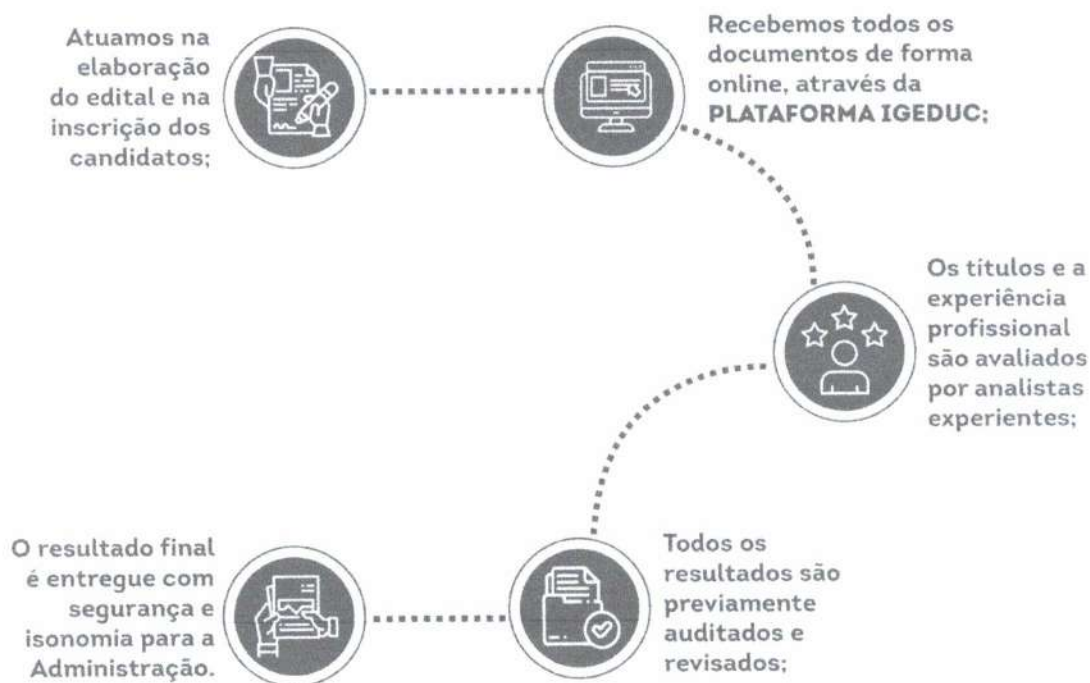 Atuamos na
elaboração
do edital e na
inscrição dos
candidatos;
Recebemos todos os
documentos de forma
online, através da
PLATAFORMA IGEDUC;
Os títulos e a
experiência
profissional
são avaliados
por analistas
experientes;
Todos os
resultados são
previamente
auditados e
revisados;
O resultado final
é entregue com
segurança e
isonomia para a
Administração.